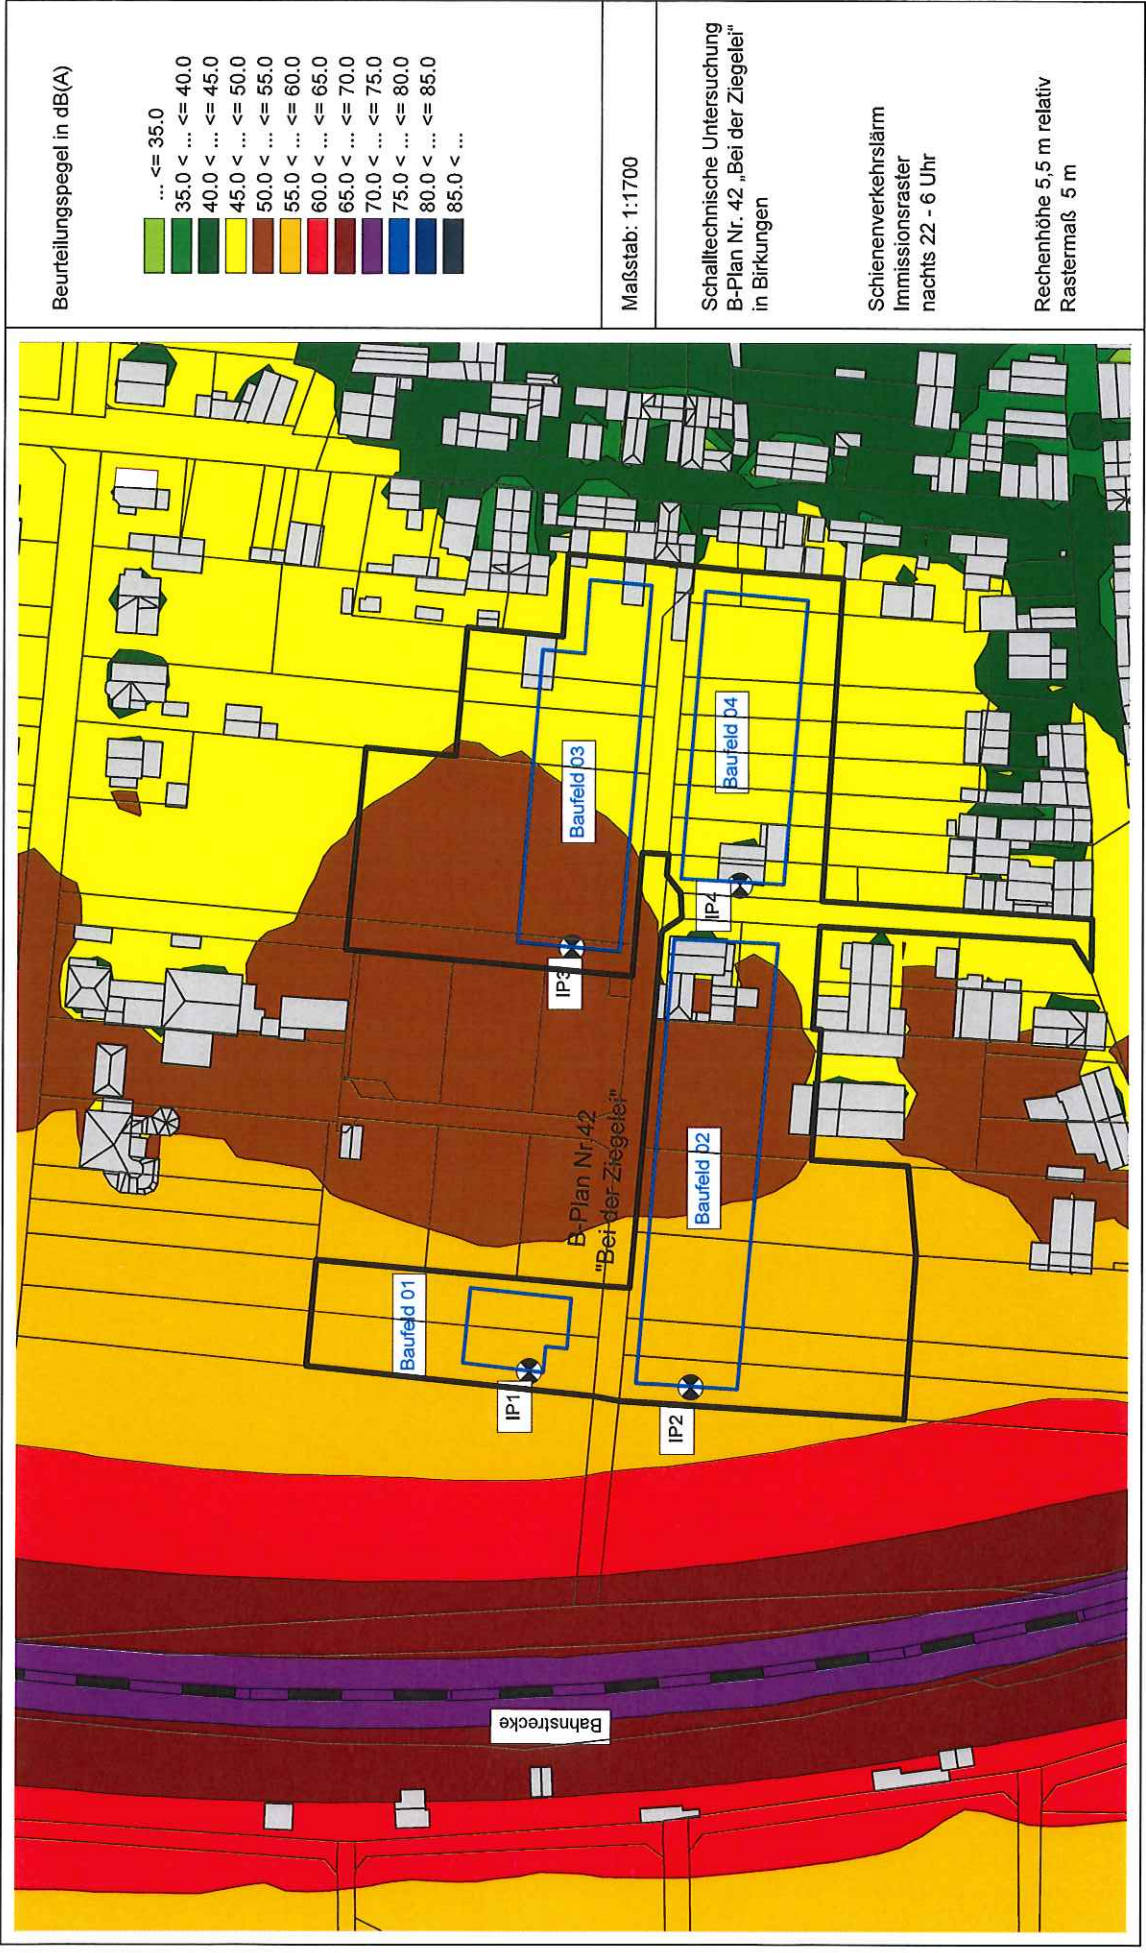 Beurteilungspegel in dB(A)
... <= 35.0
35.0 < ... <= 40.0
40.0 < ... <= 45.0
45.0 < ... <= 50.0
50.0 < ... <= 55.0
55.0 < ... <= 60.0
60.0 < ... <= 65.0
65.0 < ... <= 70.0
70.0 < ... <= 75.0
75.0 < ... <= 80.0
80.0 < ... <= 85.0
85.0 < ...
Maßstab: 1:1700
Schalltechnische Untersuchung
B-Plan Nr. 42 „Bei der Ziegelei“
in Birkungen
Schienenverkehrslärm
Immissionsraster
nachts 22 - 6 Uhr
Rechenhöhe 5,5 m relativ
Rastermaß 5 m
Bahnstrecke
Baufeld 01
IP1
IP2
B-Plan Nr.42
"Bei der Ziegelei"
Baufeld 02
IP3
Baufeld 03
IP4
Baufeld 04